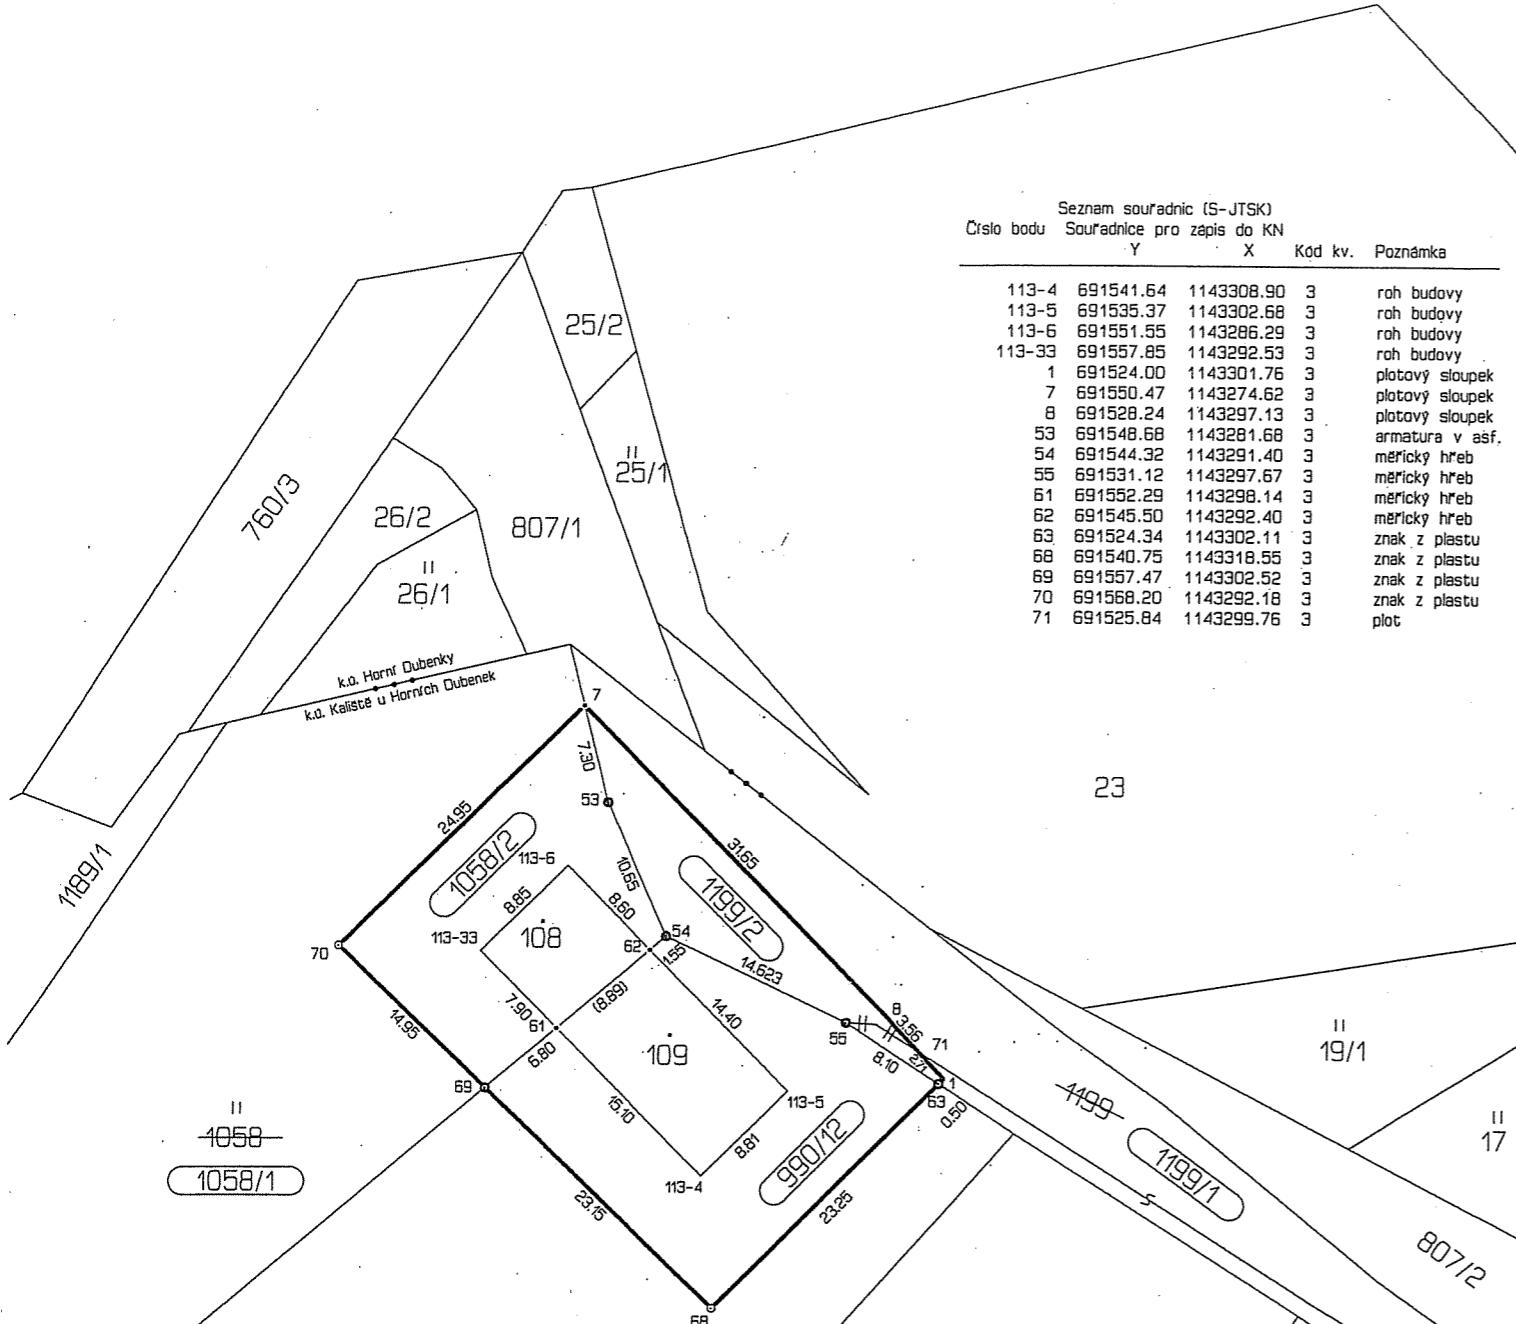 Seznam souřadnic (S-JTSK)
Číslo bodu Souřadnice pro zápis do KN
Y X Kód kv. Poznámka
113-4 691541.64 1143308.90 3 roh budovy
113-5 691535.37 1143302.68 3 roh budovy
113-6 691551.55 1143286.29 3 roh budovy
113-33 691557.85 1143292.53 3 roh budovy
1 691524.00 1143301.76 3 plotový sloupek
7 691550.47 1143274.62 3 plotový sloupek
8 691528.24 1143297.13 3 plotový sloupek
53 691548.68 1143281.68 3 armatura v asf.
54 691544.32 1143291.40 3 měřický hřeb
55 691531.12 1143297.67 3 měřický hřeb
61 691552.29 1143298.14 3 měřický hřeb
62 691545.50 1143292.40 3 měřický hřeb
63 691524.34 1143302.11 3 znak z plastu
68 691540.75 1143318.55 3 znak z plastu
69 691557.47 1143302.52 3 znak z plastu
70 691568.20 1143292.18 3 znak z plastu
71 691525.84 1143299.76 3 plot
25/2
25/1
760/3
26/2
807/1
26/1
k.ú. Horní Dubenky
k.ú. Kaliště u Horních Dubenek
7
7.30
53
23
24.95
1189/1
1058/2
113-6
10.65
31.65
1199/2
8.85
8.60
113-33
108
62
54
1.55
70
14.623
7.90
(8.89)
14.40
14.95
61
109
55
8
3.56
71
2.71
1
6.80
8.10
63
0.50
69
19/1
1199
113-5
15.10
8.81
990/12
17
1058
1058/1
113-4
1199/1
23.15
23.25
807/2
68